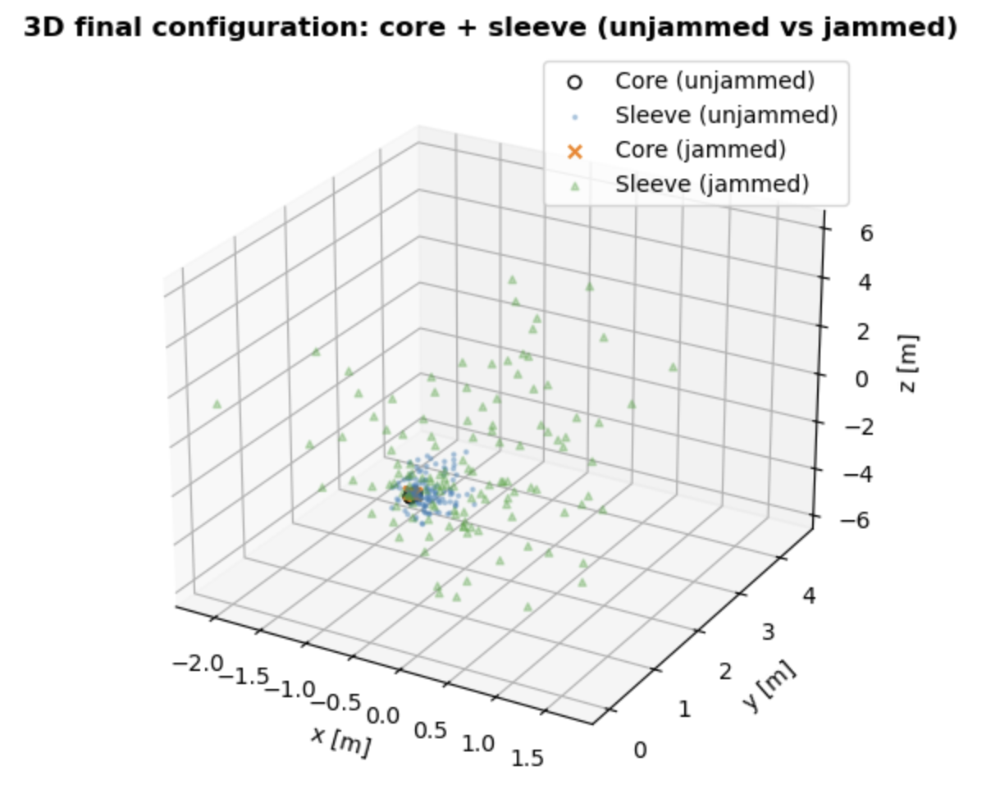 3D final configuration: core + sleeve (unjammed vs jammed)
Core (unjammed)
Sleeve (unjammed)
Core (jammed)
Sleeve (jammed)
6
4
2
0
−2
−4
−6
z [m]
4
3
2
1
0
y [m]
−2.0
−1.5
−1.0
−0.5
0.0
0.5
1.0
1.5
x [m]